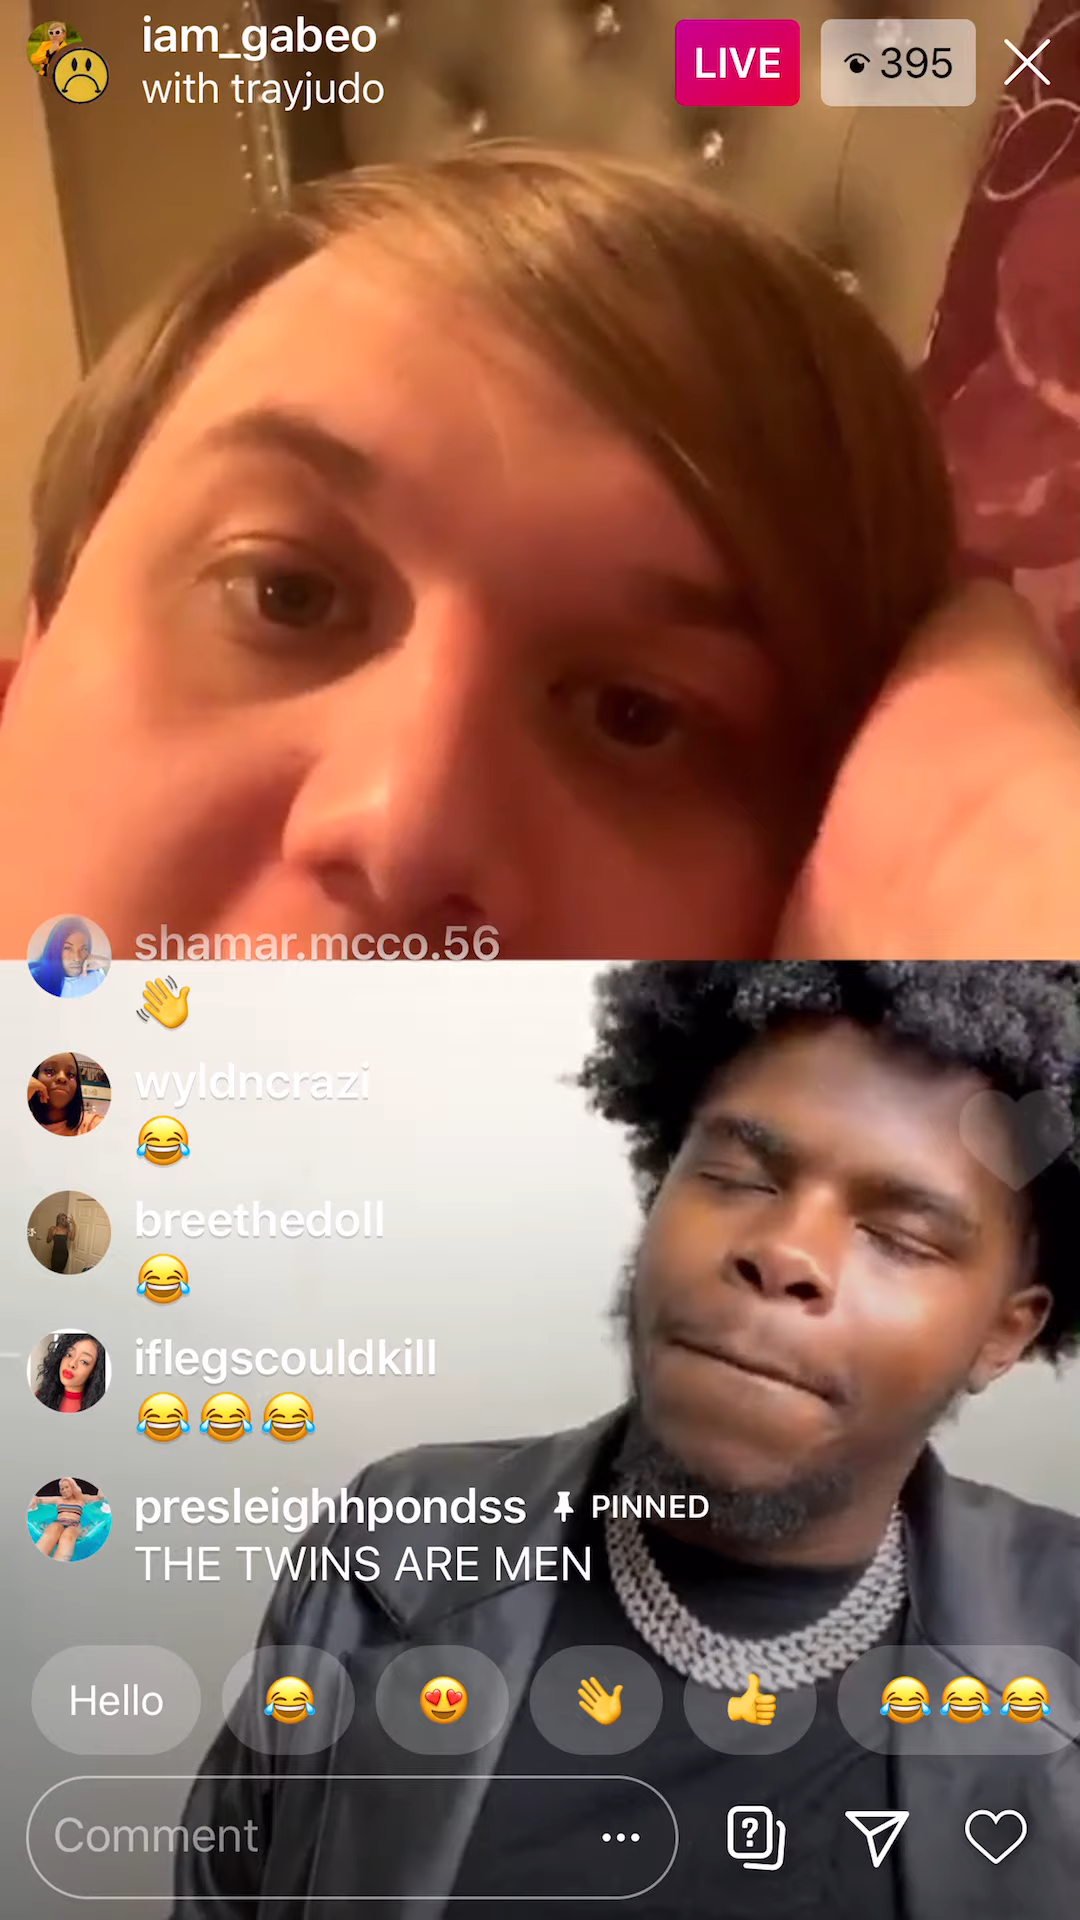 iam_gabeo
with trayjudo
LIVE
395
shamar.mcco.56
👋
wyldncrazi
😂
breethedoll
😂
iflegscouldkill
😂😂😂
presleighhpondss PINNED
THE TWINS ARE MEN
Hello 😂 😍 👋 👍 😂😂😂
Comment